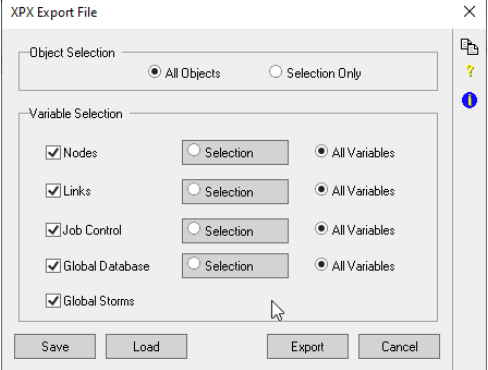 XPX Export File
Object Selection
All Objects Selection Only
Variable Selection
Nodes Selection All Variables
Links Selection All Variables
Job Control Selection All Variables
Global Database Selection All Variables
Global Storms
Save Load Export Cancel